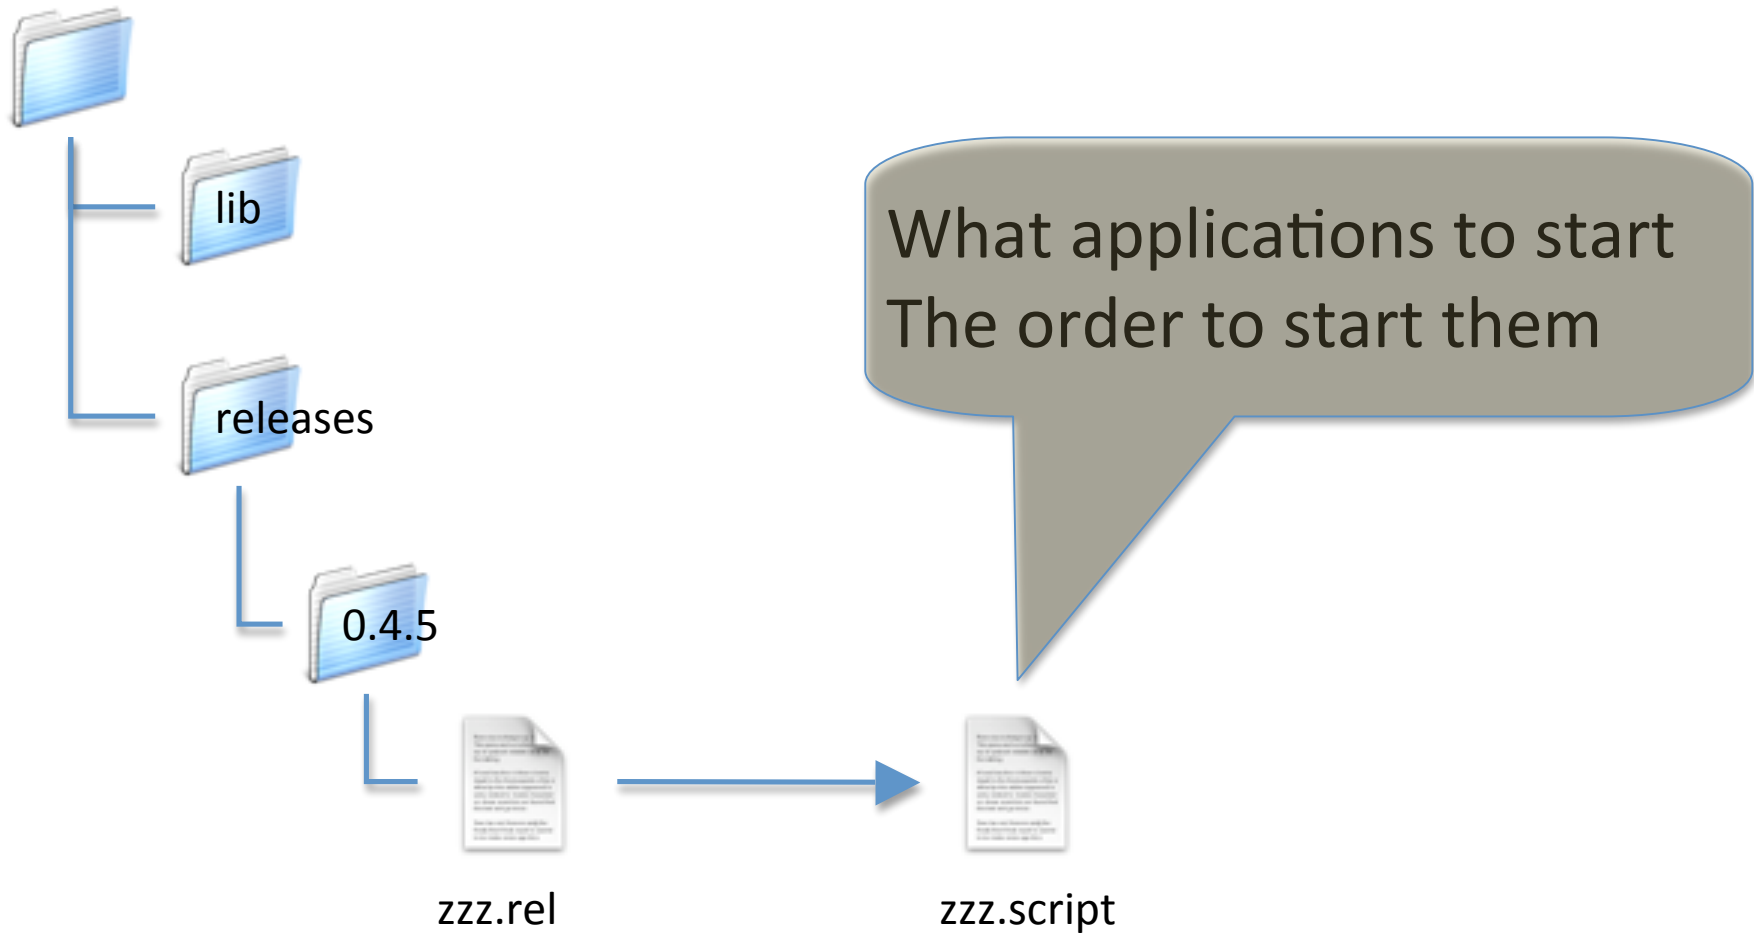 lib
What applications to start
The order to start them
releases
0.4.5
zzz.rel
zzz.script